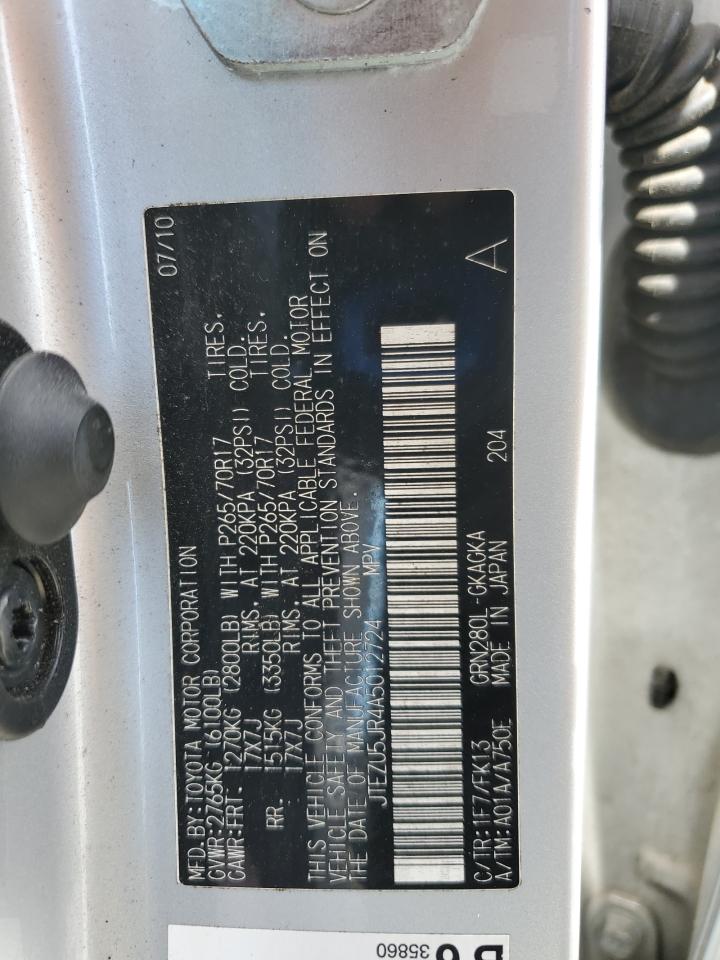 MFD.BY:TOYOTA MOTOR CORPORATION 07/10
GVWR:2765KG (6100LB)
GAWR:FRT. 1270KG (2800LB) WITH P265/70R17 TIRES.
17X7J RIMS. AT 220KPA (32PSI) COLD.
RR. 1515KG (3350LB) WITH P265/70R17 TIRES.
17X7J RIMS. AT 220KPA (32PSI) COLD.
THIS VEHICLE CONFORMS TO ALL APPLICABLE FEDERAL MOTOR
VEHICLE SAFETY AND THEFT PREVENTION STANDARDS IN EFFECT ON
THE DATE OF MANUFACTURE SHOWN ABOVE.
JTEZU5JR4A5012724 MPV
C/TR:1E7/FK13 GRN280L-GKAGKA 204 A
A/TM:A01A/A750E MADE IN JAPAN
35860